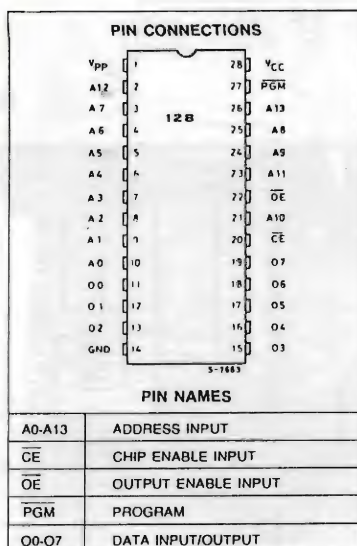 PIN CONNECTIONS
VPP 1 28 VCC
A12 2 27 PGM
A7 3 26 A13
128
A6 4 25 A8
A5 5 24 A9
A4 6 23 A11
A3 7 22 OE
A2 8 21 A10
A1 9 20 CE
A0 10 19 O7
O0 11 18 O6
O1 12 17 O5
O2 13 16 O4
GND 14 15 O3
S-7663
PIN NAMES
A0-A13 ADDRESS INPUT
CE CHIP ENABLE INPUT
OE OUTPUT ENABLE INPUT
PGM PROGRAM
O0-O7 DATA INPUT/OUTPUT